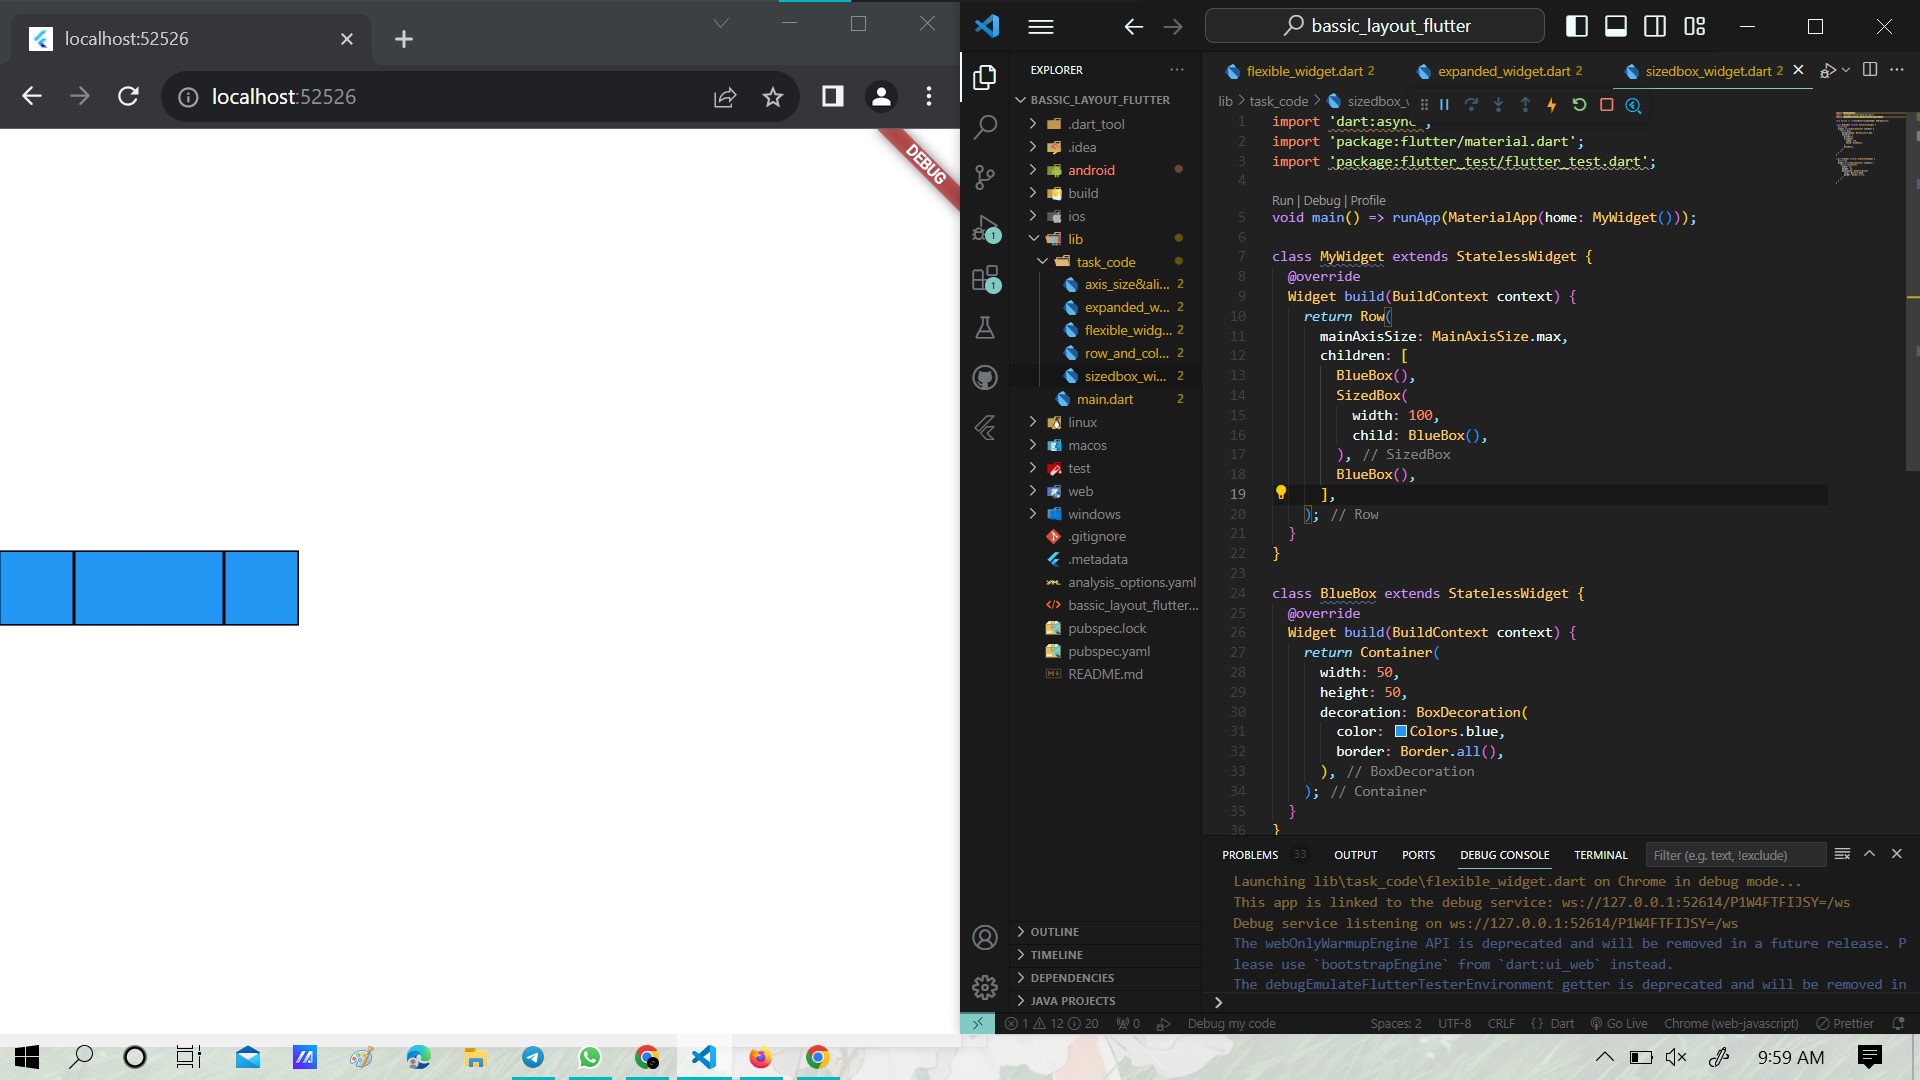 localhost:52526
localhost:52526
DEBUG
bassic_layout_flutter
EXPLORER
BASSIC_LAYOUT_FLUTTER
.dart_tool
.idea
android
build
ios
lib
task_code
axis_size&ali... 2
expanded_w... 2
flexible_widg... 2
row_and_col... 2
sizedbox_wi... 2
main.dart 2
linux
macos
test
web
windows
.gitignore
.metadata
analysis_options.yaml
bassic_layout_flutter...
pubspec.lock
pubspec.yaml
README.md
OUTLINE
TIMELINE
DEPENDENCIES
JAVA PROJECTS
1
1
flexible_widget.dart 2
expanded_widget.dart 2
sizedbox_widget.dart 2
lib > task_code > sizedbox_
1 import 'dart:async';
2 import 'package:flutter/material.dart';
3 import 'package:flutter_test/flutter_test.dart';
4
Run | Debug | Profile
5 void main() => runApp(MaterialApp(home: MyWidget()));
6
7 class MyWidget extends StatelessWidget {
8 @override
9 Widget build(BuildContext context) {
10 return Row(
11 mainAxisSize: MainAxisSize.max,
12 children: [
13 BlueBox(),
14 SizedBox(
15 width: 100,
16 child: BlueBox(),
17 ), // SizedBox
18 BlueBox(),
19 ],
20 ); // Row
21 }
22 }
23
24 class BlueBox extends StatelessWidget {
25 @override
26 Widget build(BuildContext context) {
27 return Container(
28 width: 50,
29 height: 50,
30 decoration: BoxDecoration(
31 color: Colors.blue,
32 border: Border.all(),
33 ), // BoxDecoration
34 ); // Container
35 }
36 }
PROBLEMS 33 OUTPUT PORTS DEBUG CONSOLE TERMINAL Filter (e.g. text, !exclude)
Launching lib\task_code\flexible_widget.dart on Chrome in debug mode...
This app is linked to the debug service: ws://127.0.0.1:52614/P1W4FTFIJSY=/ws
Debug service listening on ws://127.0.0.1:52614/P1W4FTFIJSY=/ws
The webOnlyWarmupEngine API is deprecated and will be removed in a future release. P
lease use `bootstrapEngine` from `dart:ui_web` instead.
The debugEmulateFlutterTesterEnvironment getter is deprecated and will be removed in
1 12 20 0 Debug my code Spaces: 2 UTF-8 CRLF {} Dart Go Live Chrome (web-javascript) Prettier
9:59 AM